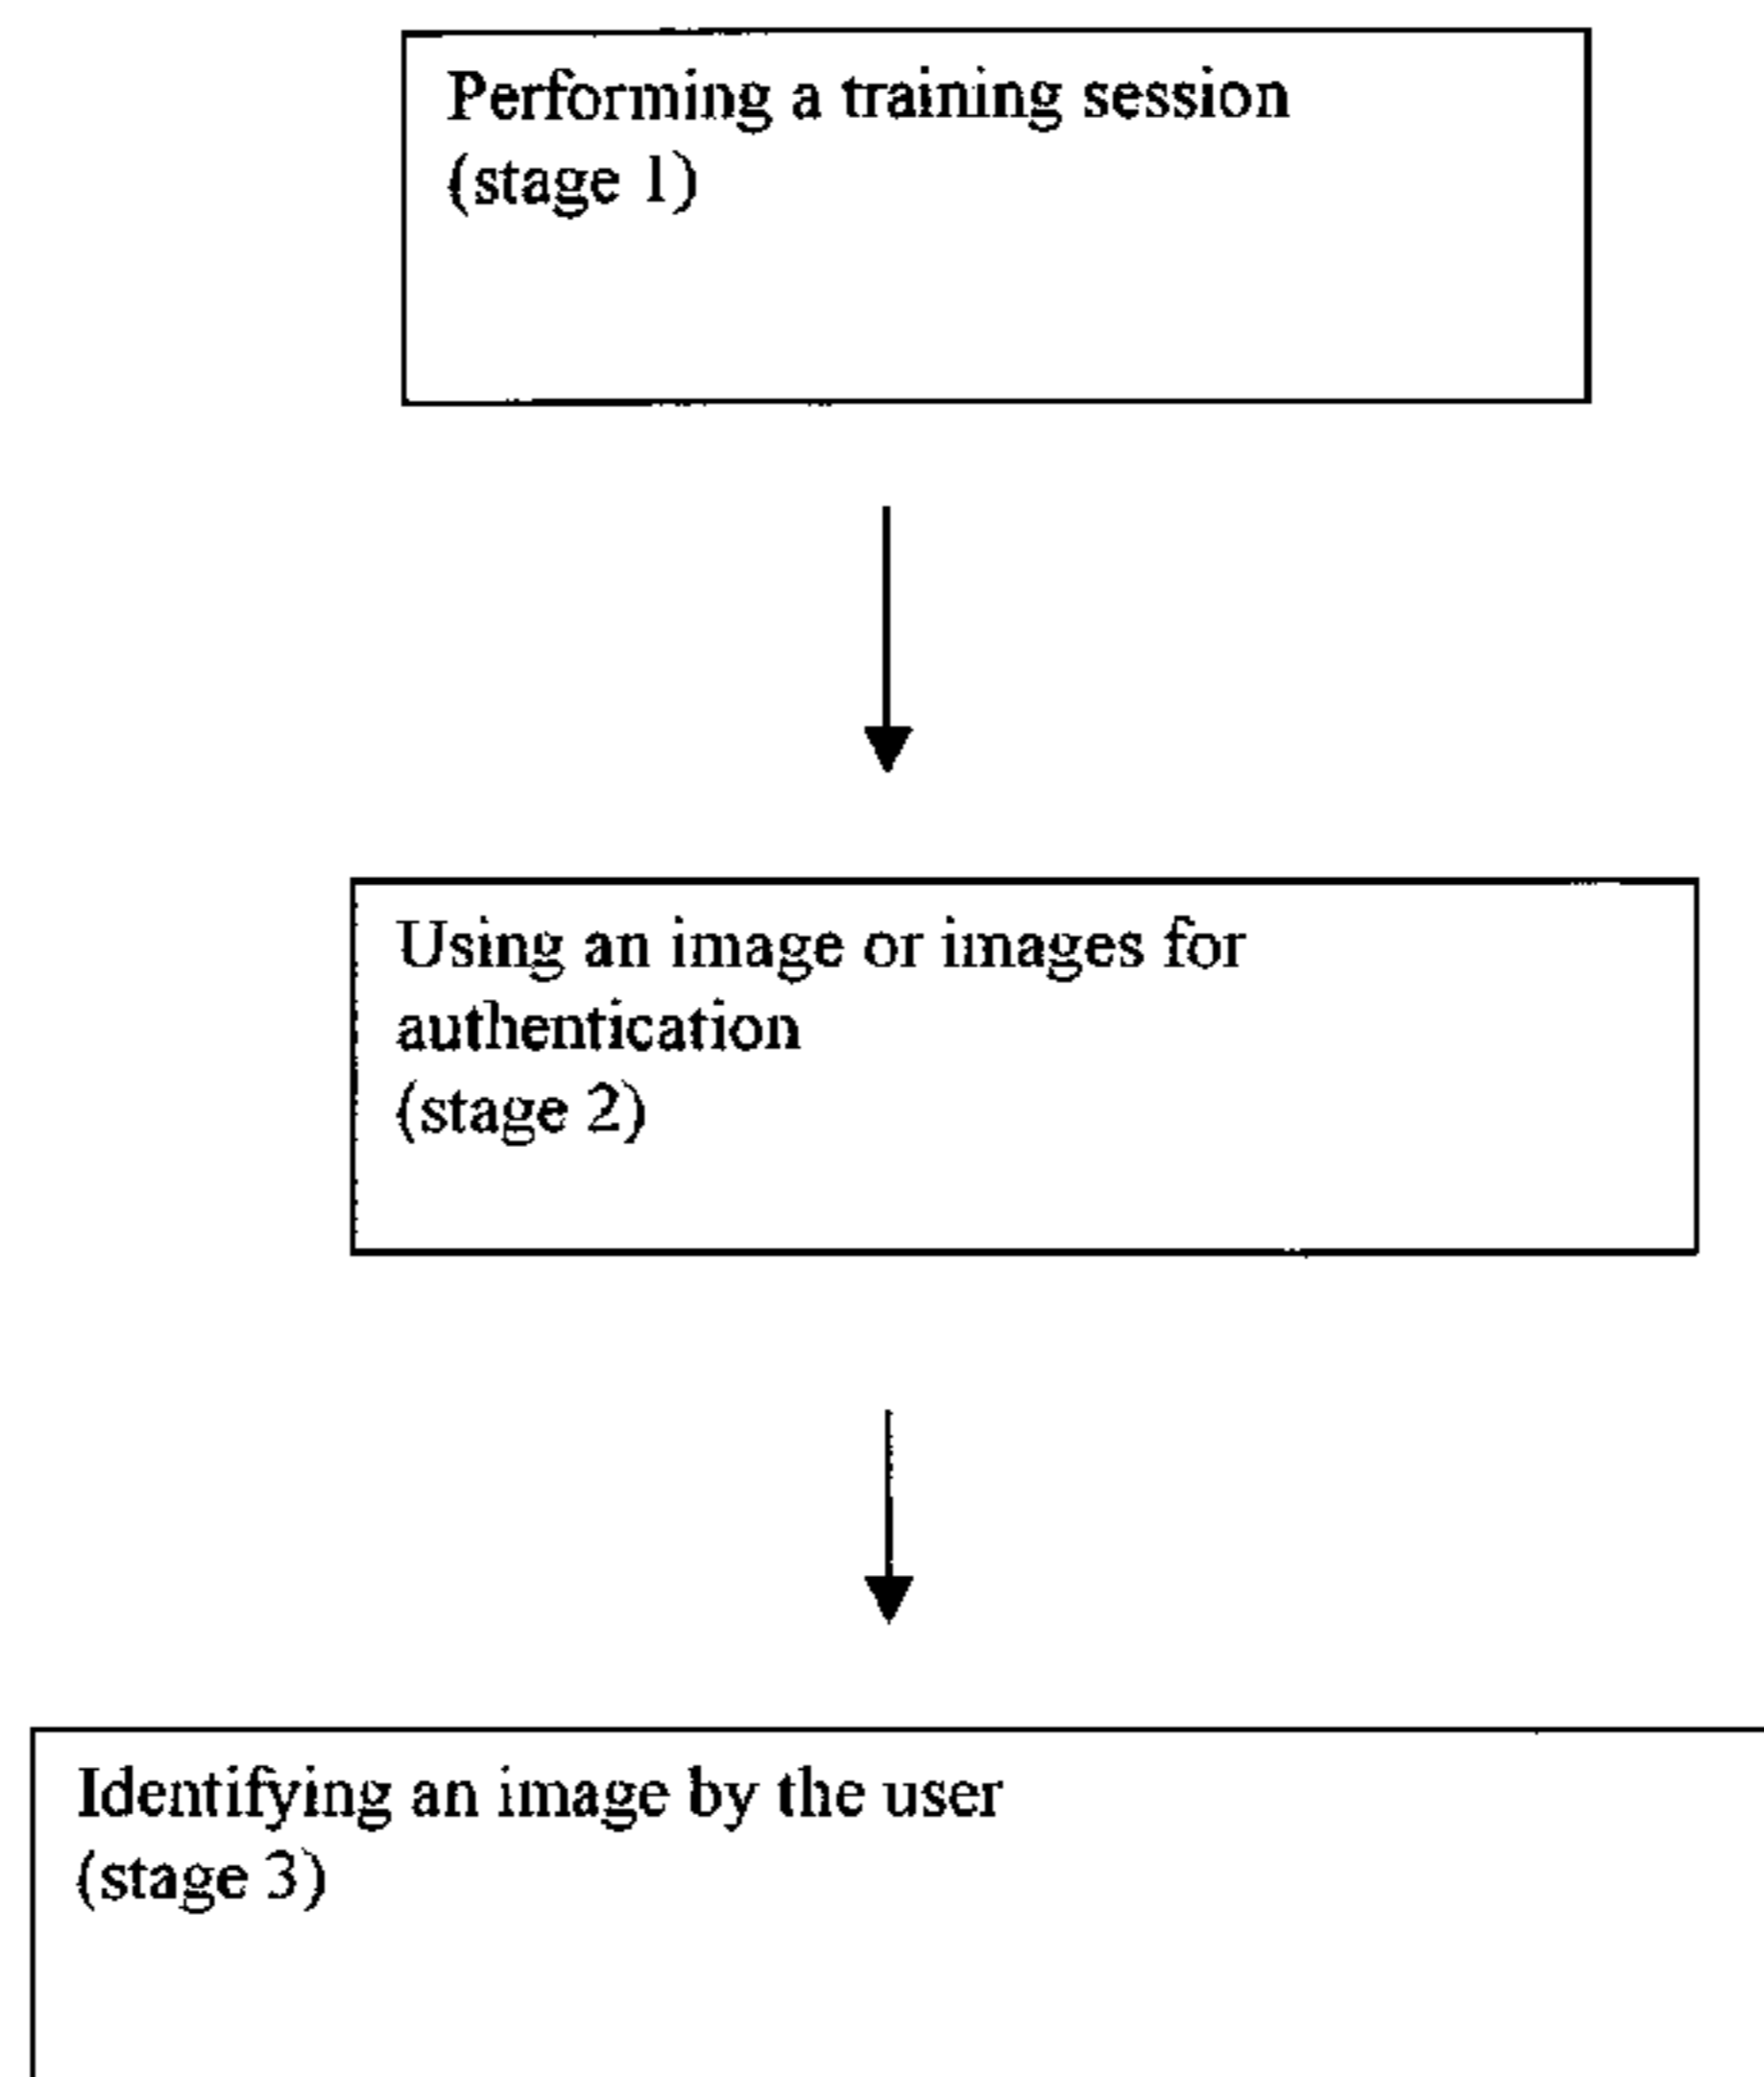 Performing a training session
(stage 1)
Using an image or images for
authentication
(stage 2)
Identifying an image by the user
(stage 3)